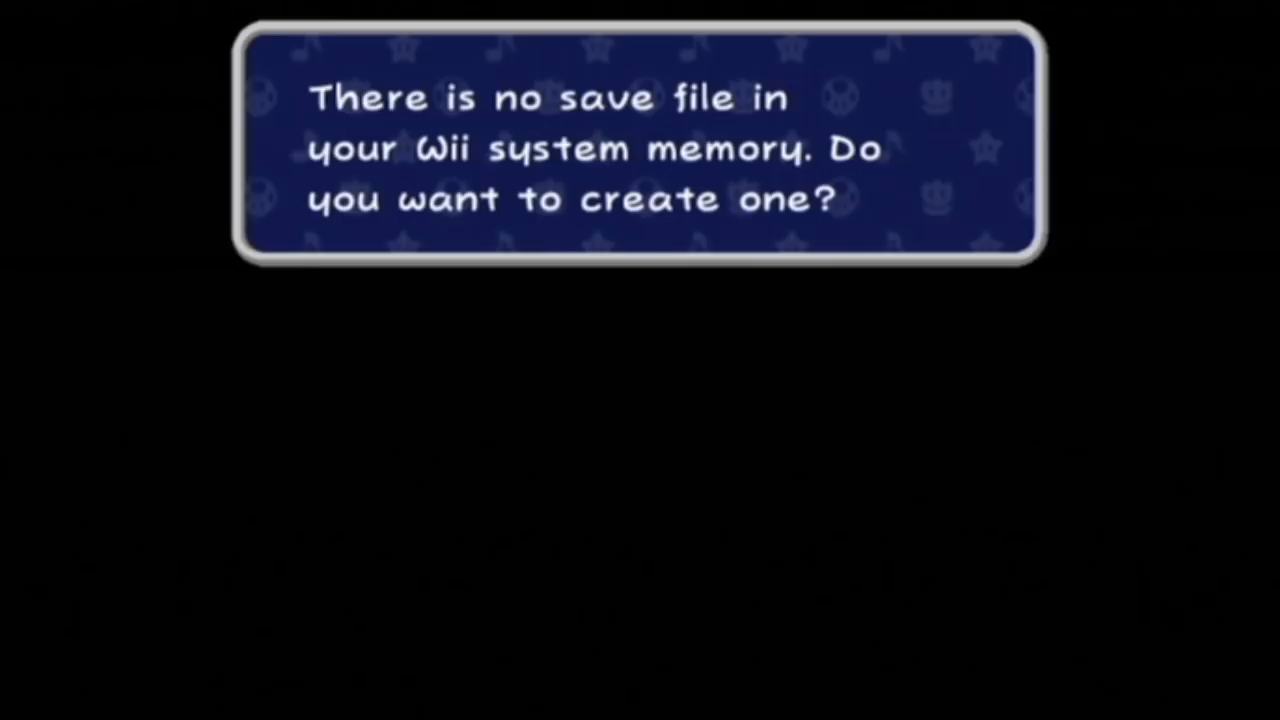 There is no save file in
your Wii system memory. Do
you want to create one?